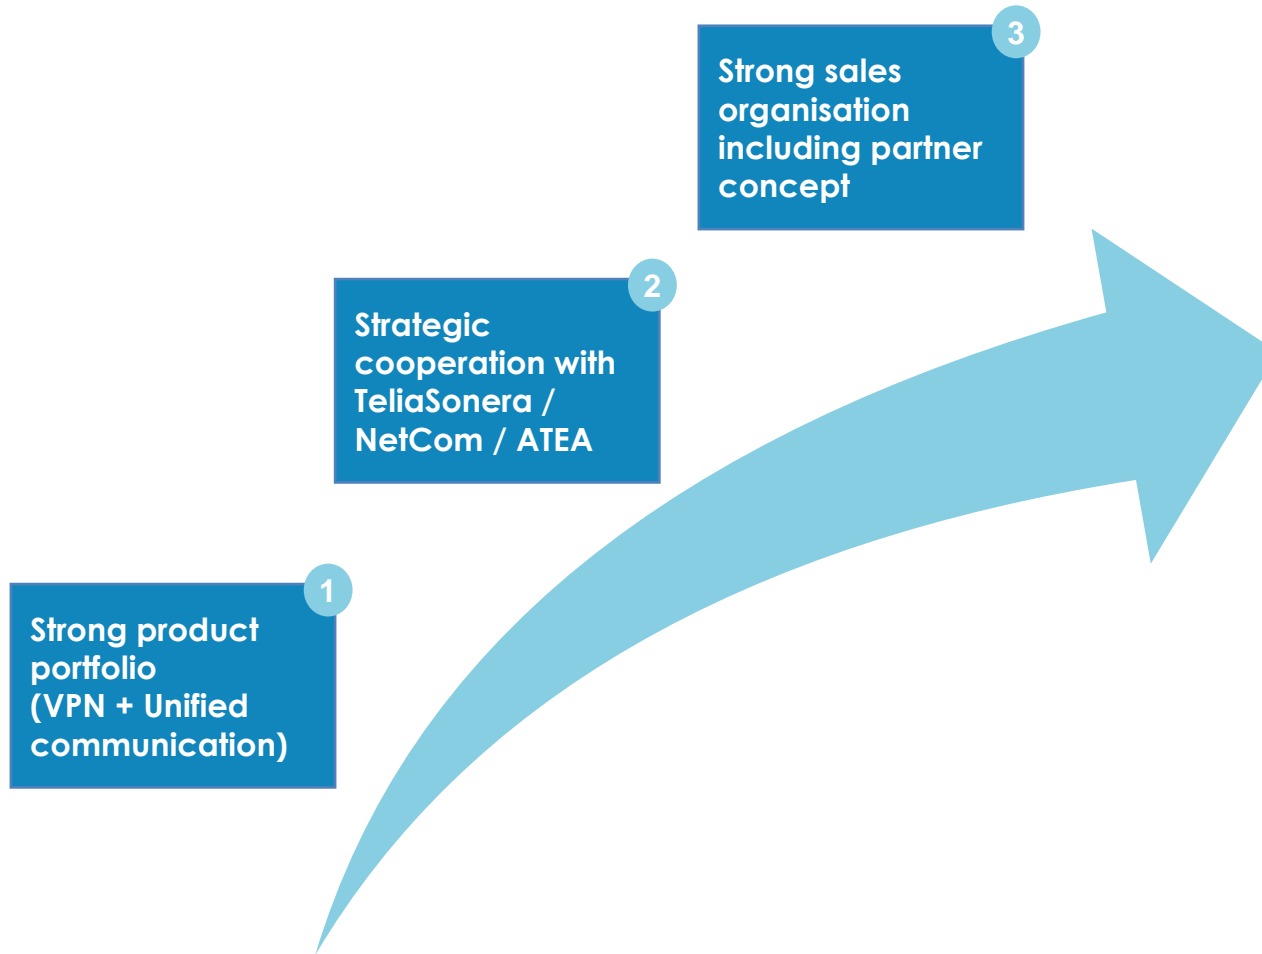 3
Strong sales
organisation
including partner
concept
2
Strategic
cooperation with
TeliaSonera /
NetCom / ATEA
1
Strong product
portfolio
(VPN + Unified
communication)